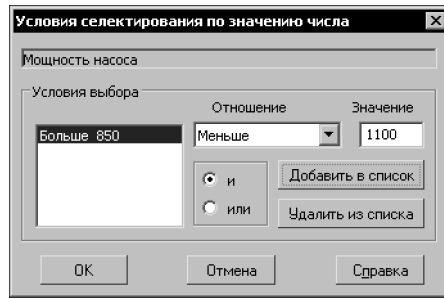 Условия селектирования по значению числа
Мощность насоса
Условия выбора
Отношение Значение
Больше 850 Меньше 1100
и Добавить в список
или Удалить из списка
ОК Отмена Справка